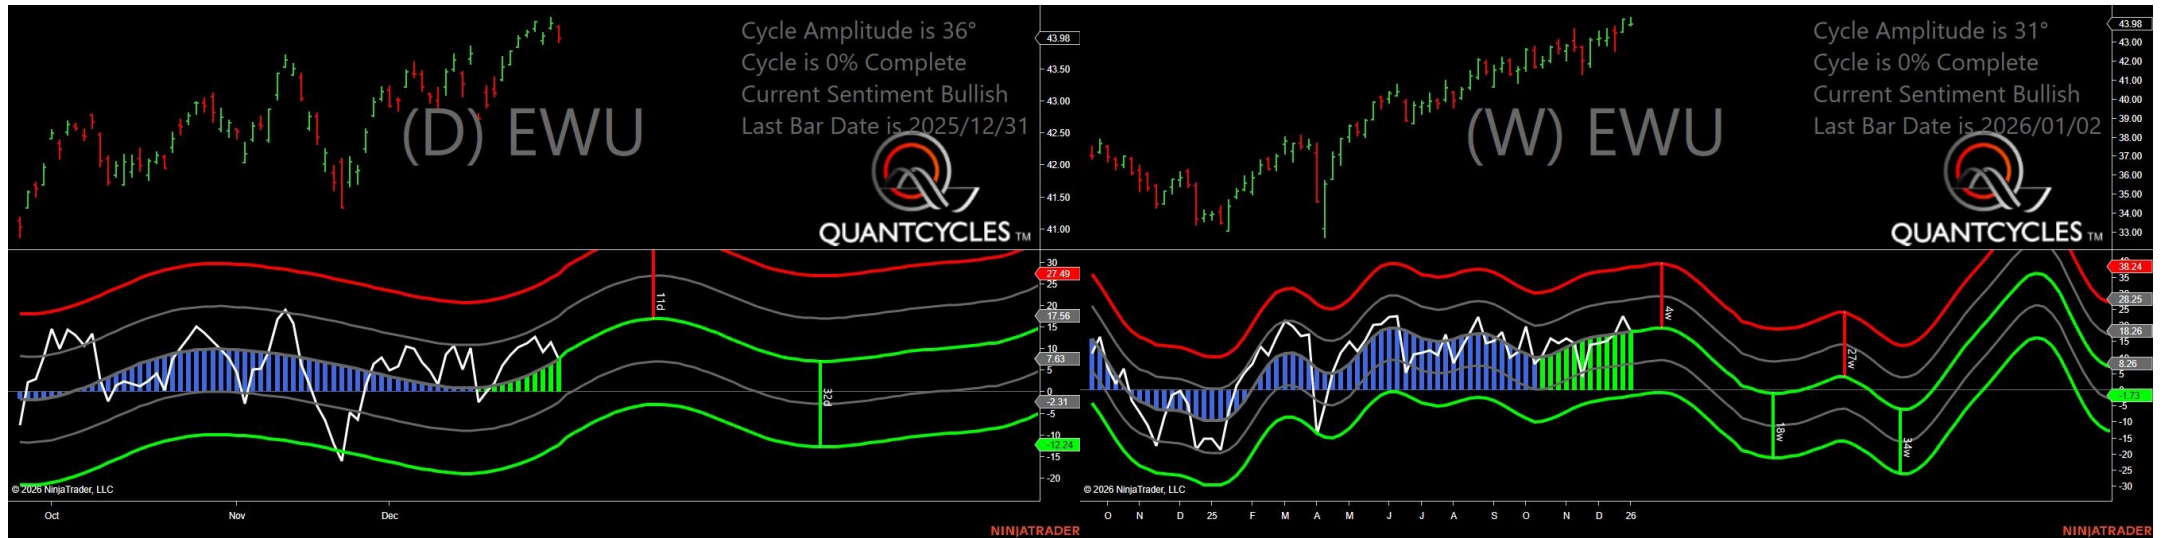 Cycle Amplitude is 36°
Cycle is 0% Complete
Current Sentiment Bullish
Last Bar Date is 2025/12/31
(D) EWU
QUANTCYCLES TM
43.98
43.50
43.00
42.50
42.00
41.50
41.00
30
27.49
25
20
17.56
15
10
7.63
5
0
-2.31
-5
-10
-12.24
-15
-20
11d
32d
© 2026 NinjaTrader, LLC
Oct Nov Dec
NINJATRADER
Cycle Amplitude is 31°
Cycle is 0% Complete
Current Sentiment Bullish
Last Bar Date is 2026/01/02
(W) EWU
QUANTCYCLES TM
43.98
43.00
42.00
41.00
40.00
39.00
38.00
37.00
36.00
35.00
34.00
33.00
38.24
35
28.25
25
18.26
15
8.26
5
-1.73
-5
-10
-15
-20
-25
-30
4w
18w
27w
34w
© 2026 NinjaTrader, LLC
O N D 25 F M A M J J A S O N D 26
NINJATRADER